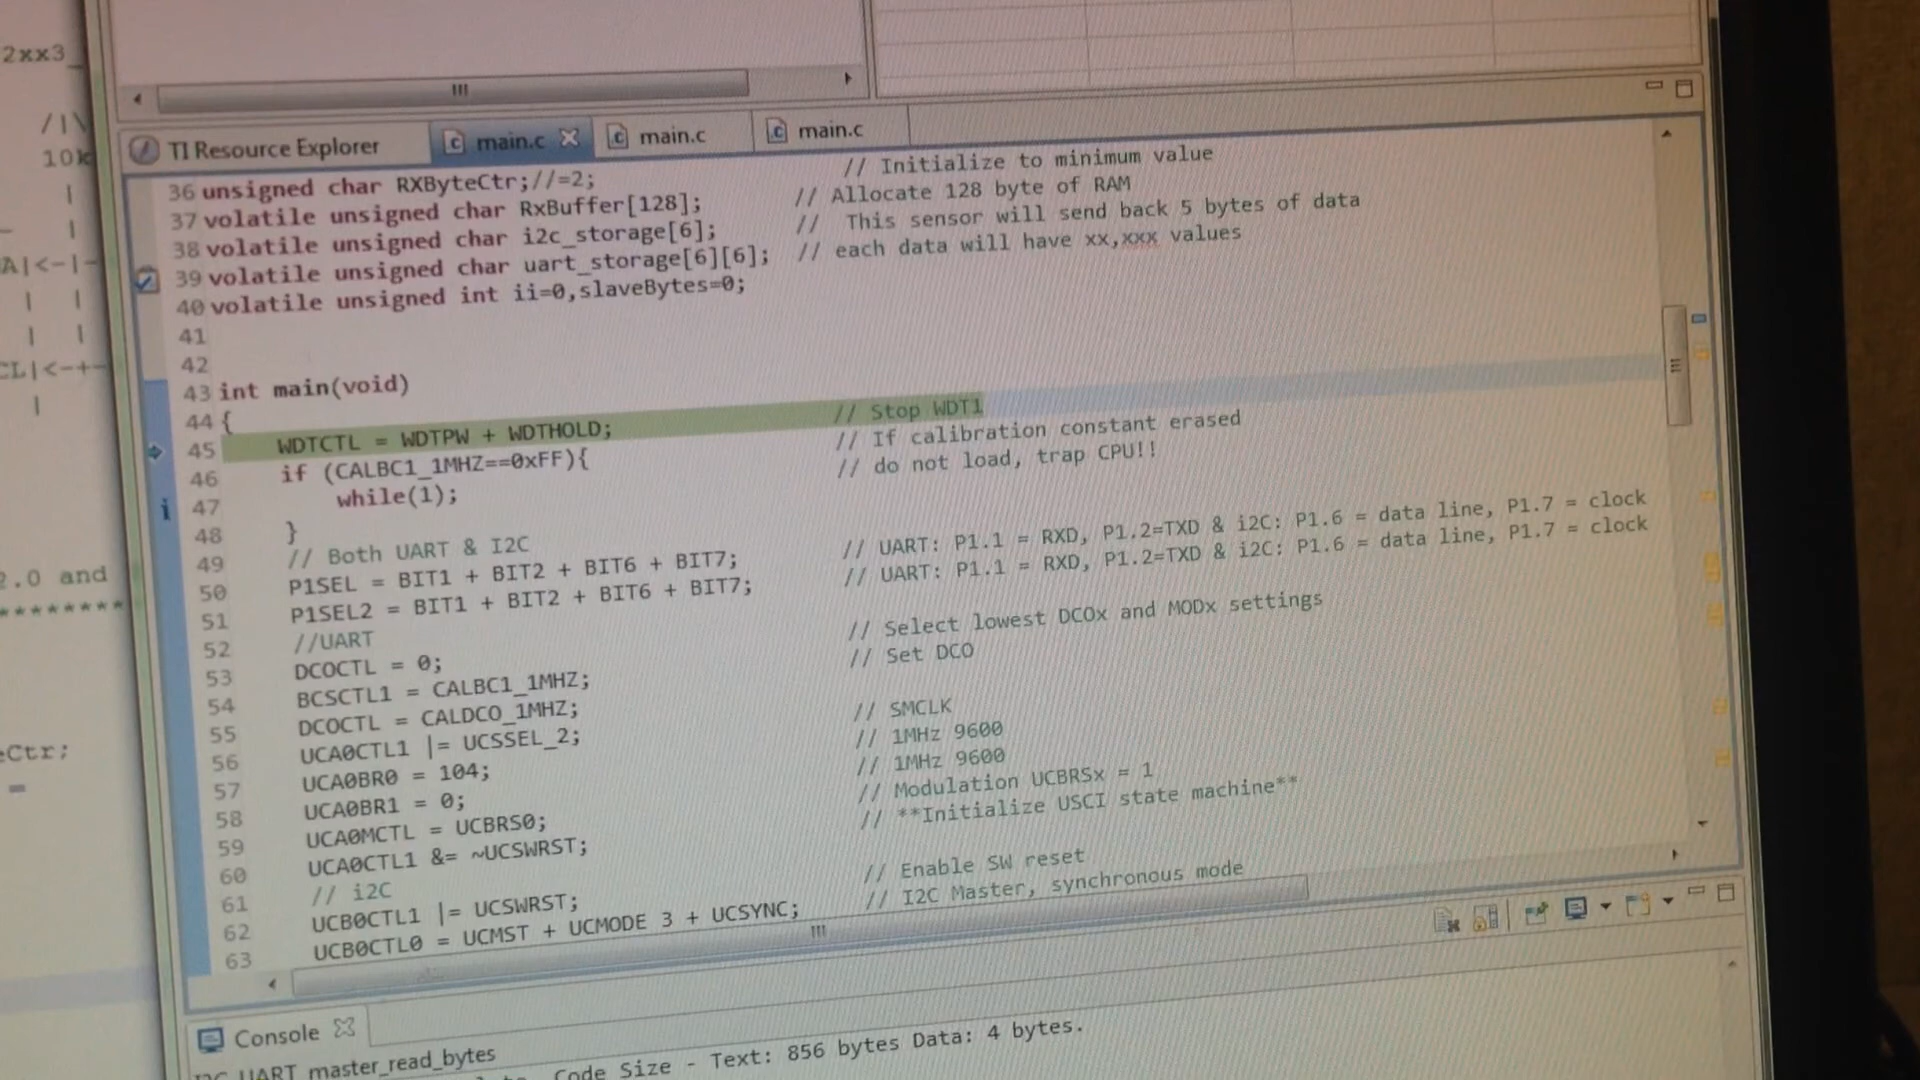 2xx3_
/|\
10k
|
|
A|<-|-
| |
| |
CL|<-+-
|
2.0 and
********
eCtr;
=
TI Resource Explorer main.c main.c main.c
// Initialize to minimum value
36 unsigned char RXByteCtr;//=2; // Allocate 128 byte of RAM
37 volatile unsigned char RxBuffer[128]; // This sensor will send back 5 bytes of data
38 volatile unsigned char i2c_storage[6]; // each data will have xx,xxx values
39 volatile unsigned char uart_storage[6][6];
40 volatile unsigned int ii=0,slaveBytes=0;
41
42
43 int main(void)
44 {
45 WDTCTL = WDTPW + WDTHOLD; // Stop WDT1
46 if (CALBC1_1MHZ==0xFF){ // If calibration constant erased
47 while(1); // do not load, trap CPU!!
48 }
49 // Both UART & I2C
50 P1SEL = BIT1 + BIT2 + BIT6 + BIT7; // UART: P1.1 = RXD, P1.2=TXD & i2C: P1.6 = data line, P1.7 = clock
51 P1SEL2 = BIT1 + BIT2 + BIT6 + BIT7; // UART: P1.1 = RXD, P1.2=TXD & i2C: P1.6 = data line, P1.7 = clock
52 //UART
53 DCOCTL = 0; // Select lowest DCOx and MODx settings
54 BCSCTL1 = CALBC1_1MHZ; // Set DCO
55 DCOCTL = CALDCO_1MHZ;
56 UCA0CTL1 |= UCSSEL_2; // SMCLK
57 UCA0BR0 = 104; // 1MHz 9600
58 UCA0BR1 = 0; // 1MHz 9600
59 UCA0MCTL = UCBRS0; // Modulation UCBRSx = 1
60 UCA0CTL1 &= ~UCSWRST; // **Initialize USCI state machine**
61 // i2C
62 UCB0CTL1 |= UCSWRST; // Enable SW reset
63 UCB0CTL0 = UCMST + UCMODE 3 + UCSYNC; // I2C Master, synchronous mode
Console
I2C UART master_read_bytes
Code Size - Text: 856 bytes Data: 4 bytes.